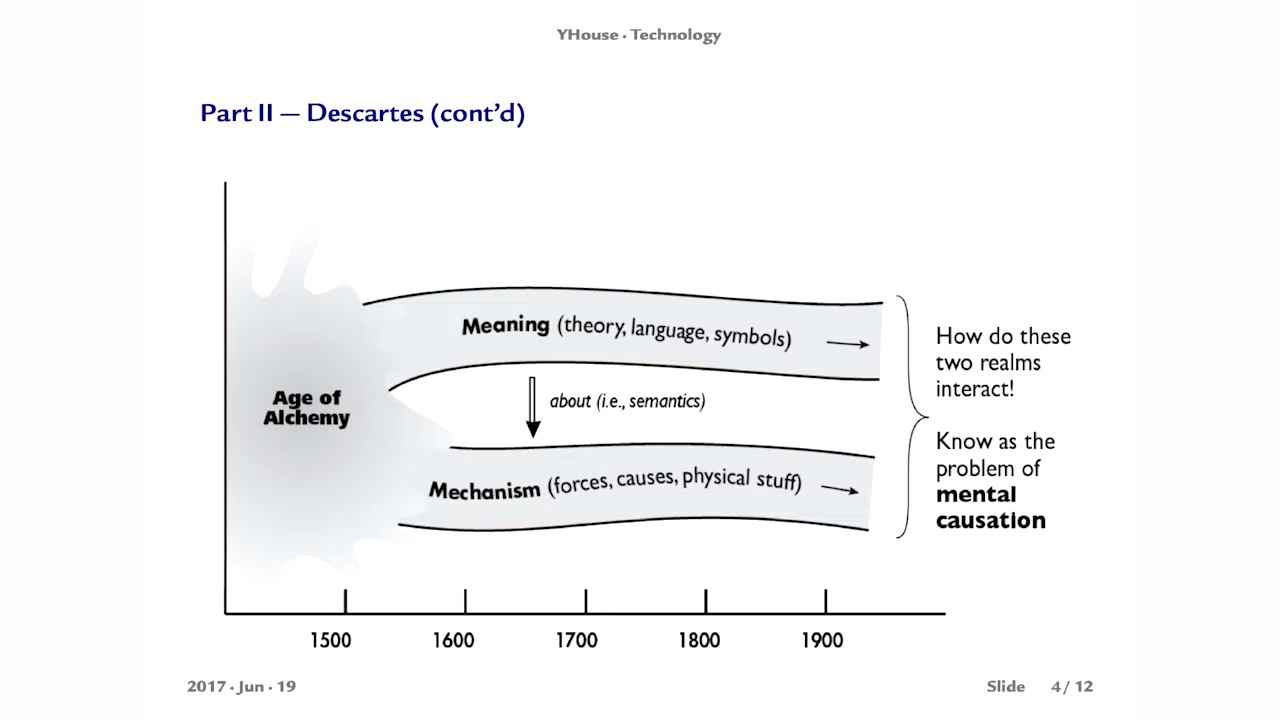 YHouse · Technology
Part II — Descartes (cont’d)
Meaning (theory, language, symbols)
How do these
two realms
interact!
Age of
Alchemy
about (i.e., semantics)
Know as the
problem of
mental
causation
Mechanism (forces, causes, physical stuff)
1500 1600 1700 1800 1900
2017 · Jun · 19 Slide 4 / 12